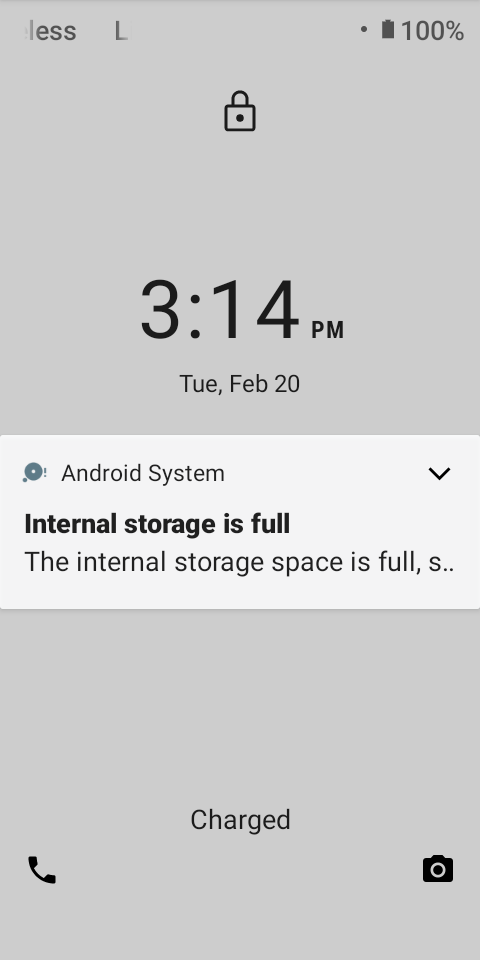 less 100%
3:14 PM
Tue, Feb 20
Android System
Internal storage is full
The internal storage space is full, s..
Charged